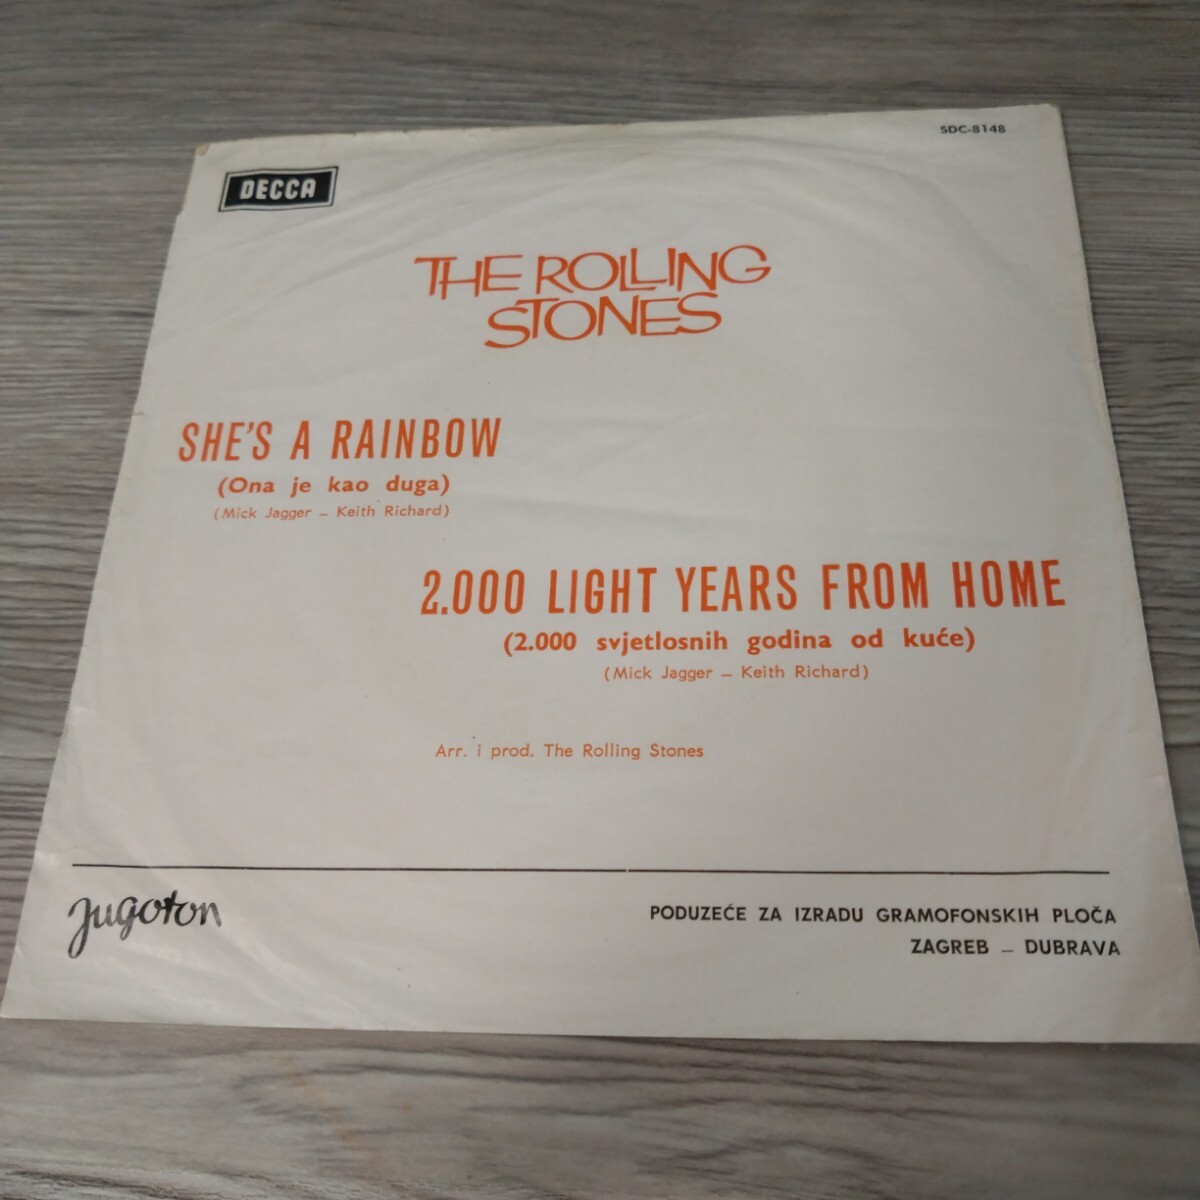 SDC-8148
DECCA
THE ROLLING
STONES
SHE'S A RAINBOW
(Ona je kao duga)
(Mick Jagger – Keith Richard)
2.000 LIGHT YEARS FROM HOME
(2.000 svjetlosnih godina od kuće)
(Mick Jagger – Keith Richard)
Arr. i prod. The Rolling Stones
Jugoton
PODUZEĆE ZA IZRADU GRAMOFONSKIH PLOČA
ZAGREB – DUBRAVA